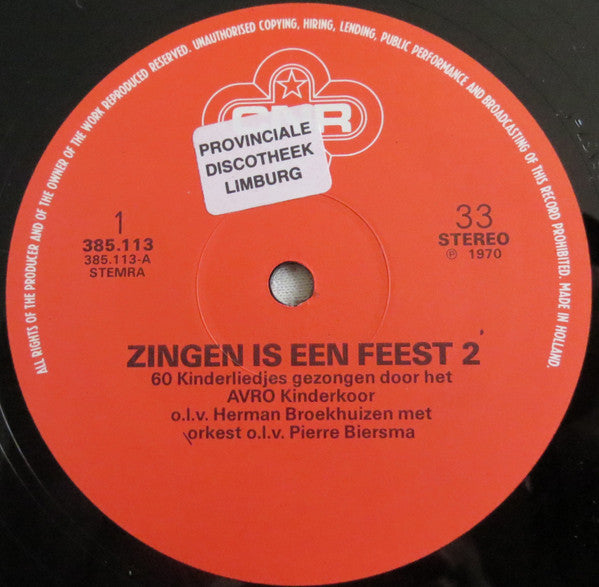 ALL RIGHTS OF THE PRODUCER AND OF THE OWNER OF THE WORK REPRODUCED RESERVED. UNAUTHORISED COPYING, HIRING, LENDING, PUBLIC PERFORMANCE AND BROADCASTING OF THIS RECORD PROHIBITED. MADE IN HOLLAND.
PROVINCIALE
DISCOTHEEK
LIMBURG
1
385.113
385.113-A
STEMRA
33
STEREO
℗ 1970
ZINGEN IS EEN FEEST 2
60 Kinderliedjes gezongen door het
AVRO Kinderkoor
o.l.v. Herman Broekhuizen met
orkest o.l.v. Pierre Biersma